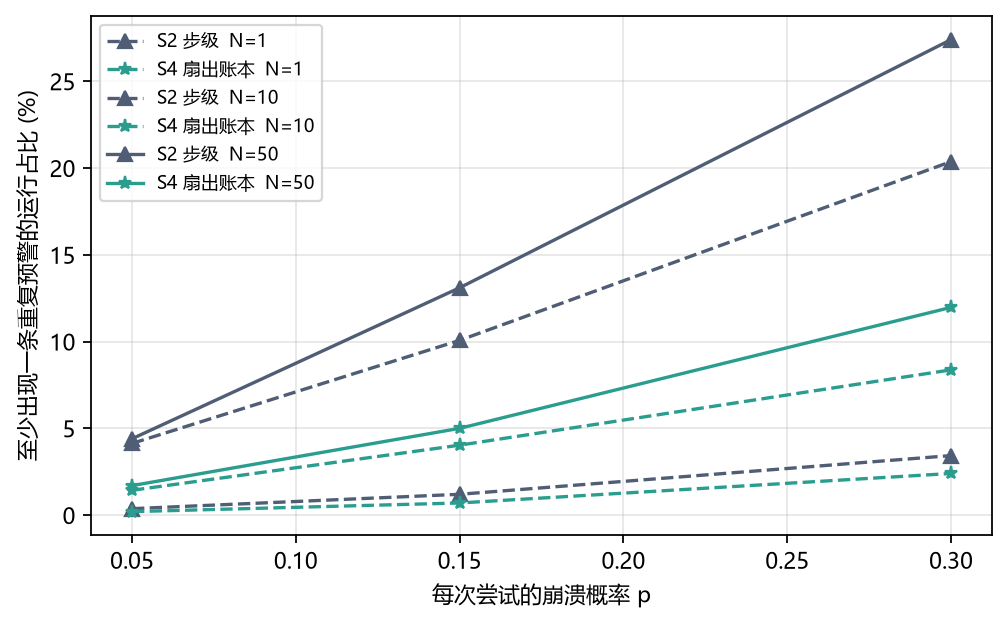 S2 步级 N=1
S4 扇出账本 N=1
S2 步级 N=10
S4 扇出账本 N=10
S2 步级 N=50
S4 扇出账本 N=50
至少出现一条重复预警的运行占比 (%)
25
20
15
10
5
0
0.05 0.10 0.15 0.20 0.25 0.30
每次尝试的崩溃概率 p